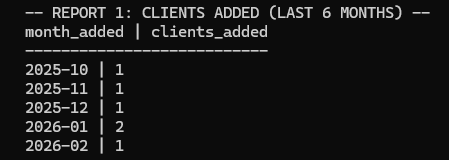 -- REPORT 1: CLIENTS ADDED (LAST 6 MONTHS) --
month_added | clients_added
---------------------------
2025-10 | 1
2025-11 | 1
2025-12 | 1
2026-01 | 2
2026-02 | 1